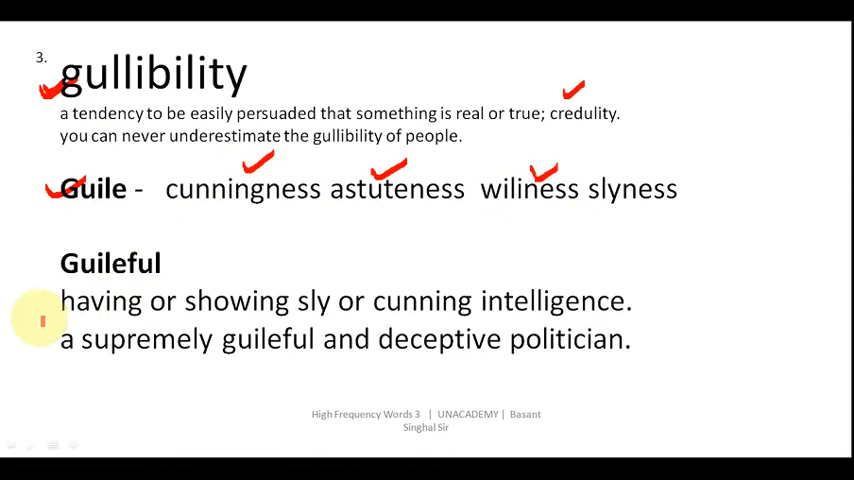 3.
gullibility
a tendency to be easily persuaded that something is real or true; credulity.
you can never underestimate the gullibility of people.
Guile - cunningness astuteness wiliness slyness
Guileful
having or showing sly or cunning intelligence.
a supremely guileful and deceptive politician.
High Frequency Words 3 | UNACADEMY | Basant
Singhal Sir